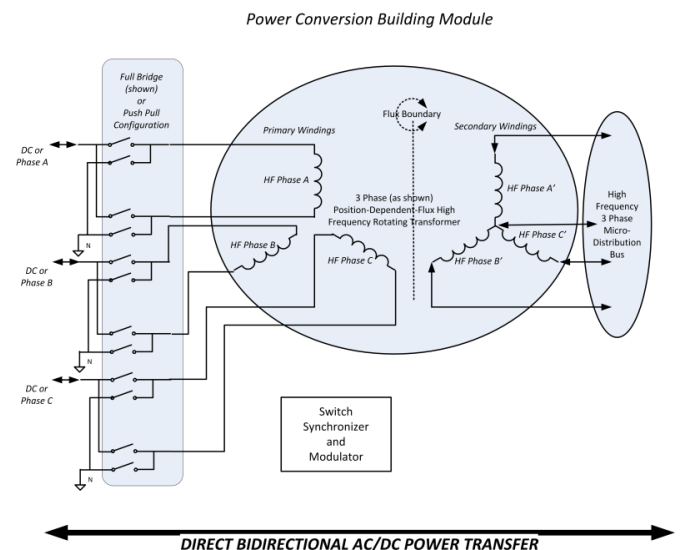 Power Conversion Building Module
Full Bridge
(shown)
or
Push Pull
Configuration
DC or
Phase A
N
DC or
Phase B
N
DC or
Phase C
N
Primary Windings
Flux Boundary
Secondary Windings
HF Phase A
HF Phase B
HF Phase C
3 Phase (as shown)
Position-Dependent-Flux High
Frequency Rotating Transformer
HF Phase A'
HF Phase C'
HF Phase B'
High
Frequency
3 Phase
Micro-
Distribution
Bus
Switch
Synchronizer
and
Modulator
DIRECT BIDIRECTIONAL AC/DC POWER TRANSFER